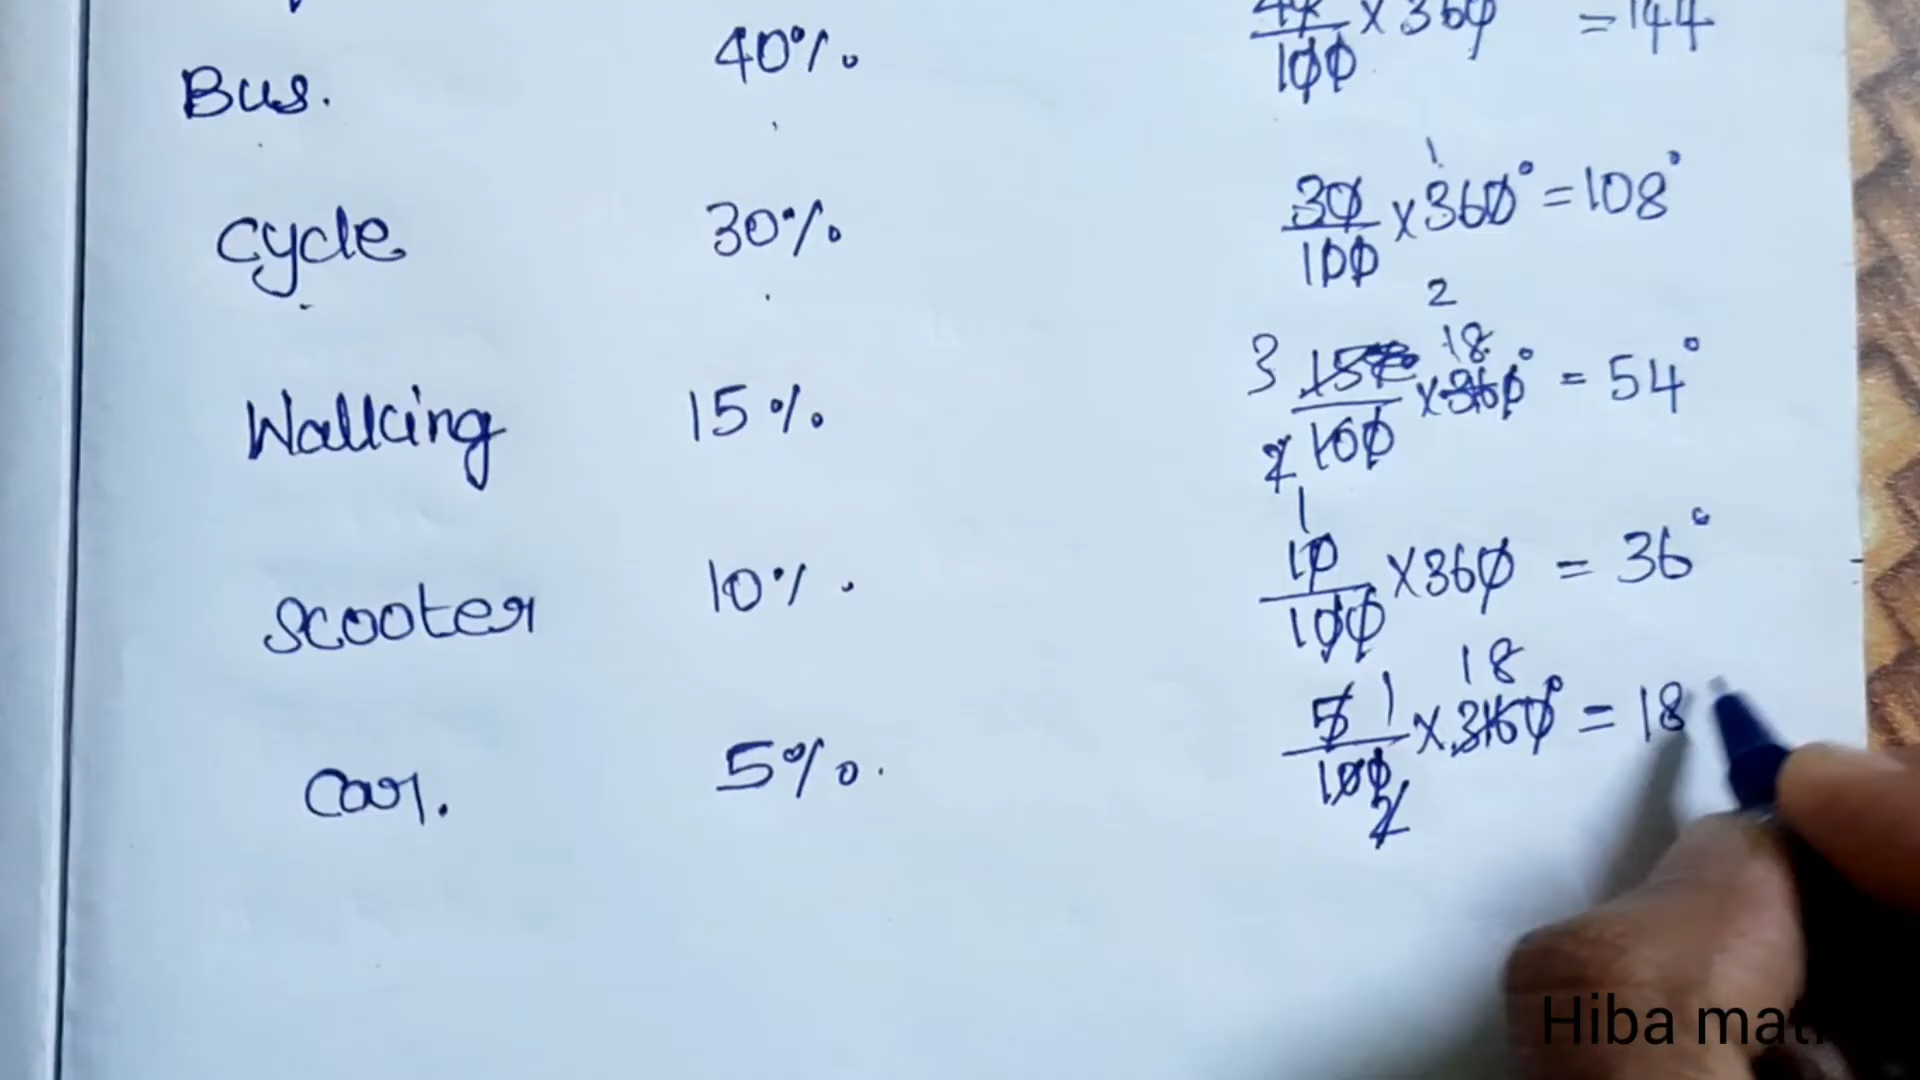 Bus. 40% 40/100 x 360 = 144
Cycle 30% 30/100 x 360° = 108°
Walking 15% 15/100 x 360° = 54°
Scooter 10% 10/100 x 360 = 36°
Car. 5% 5/100 x 360° = 18
Hiba mat